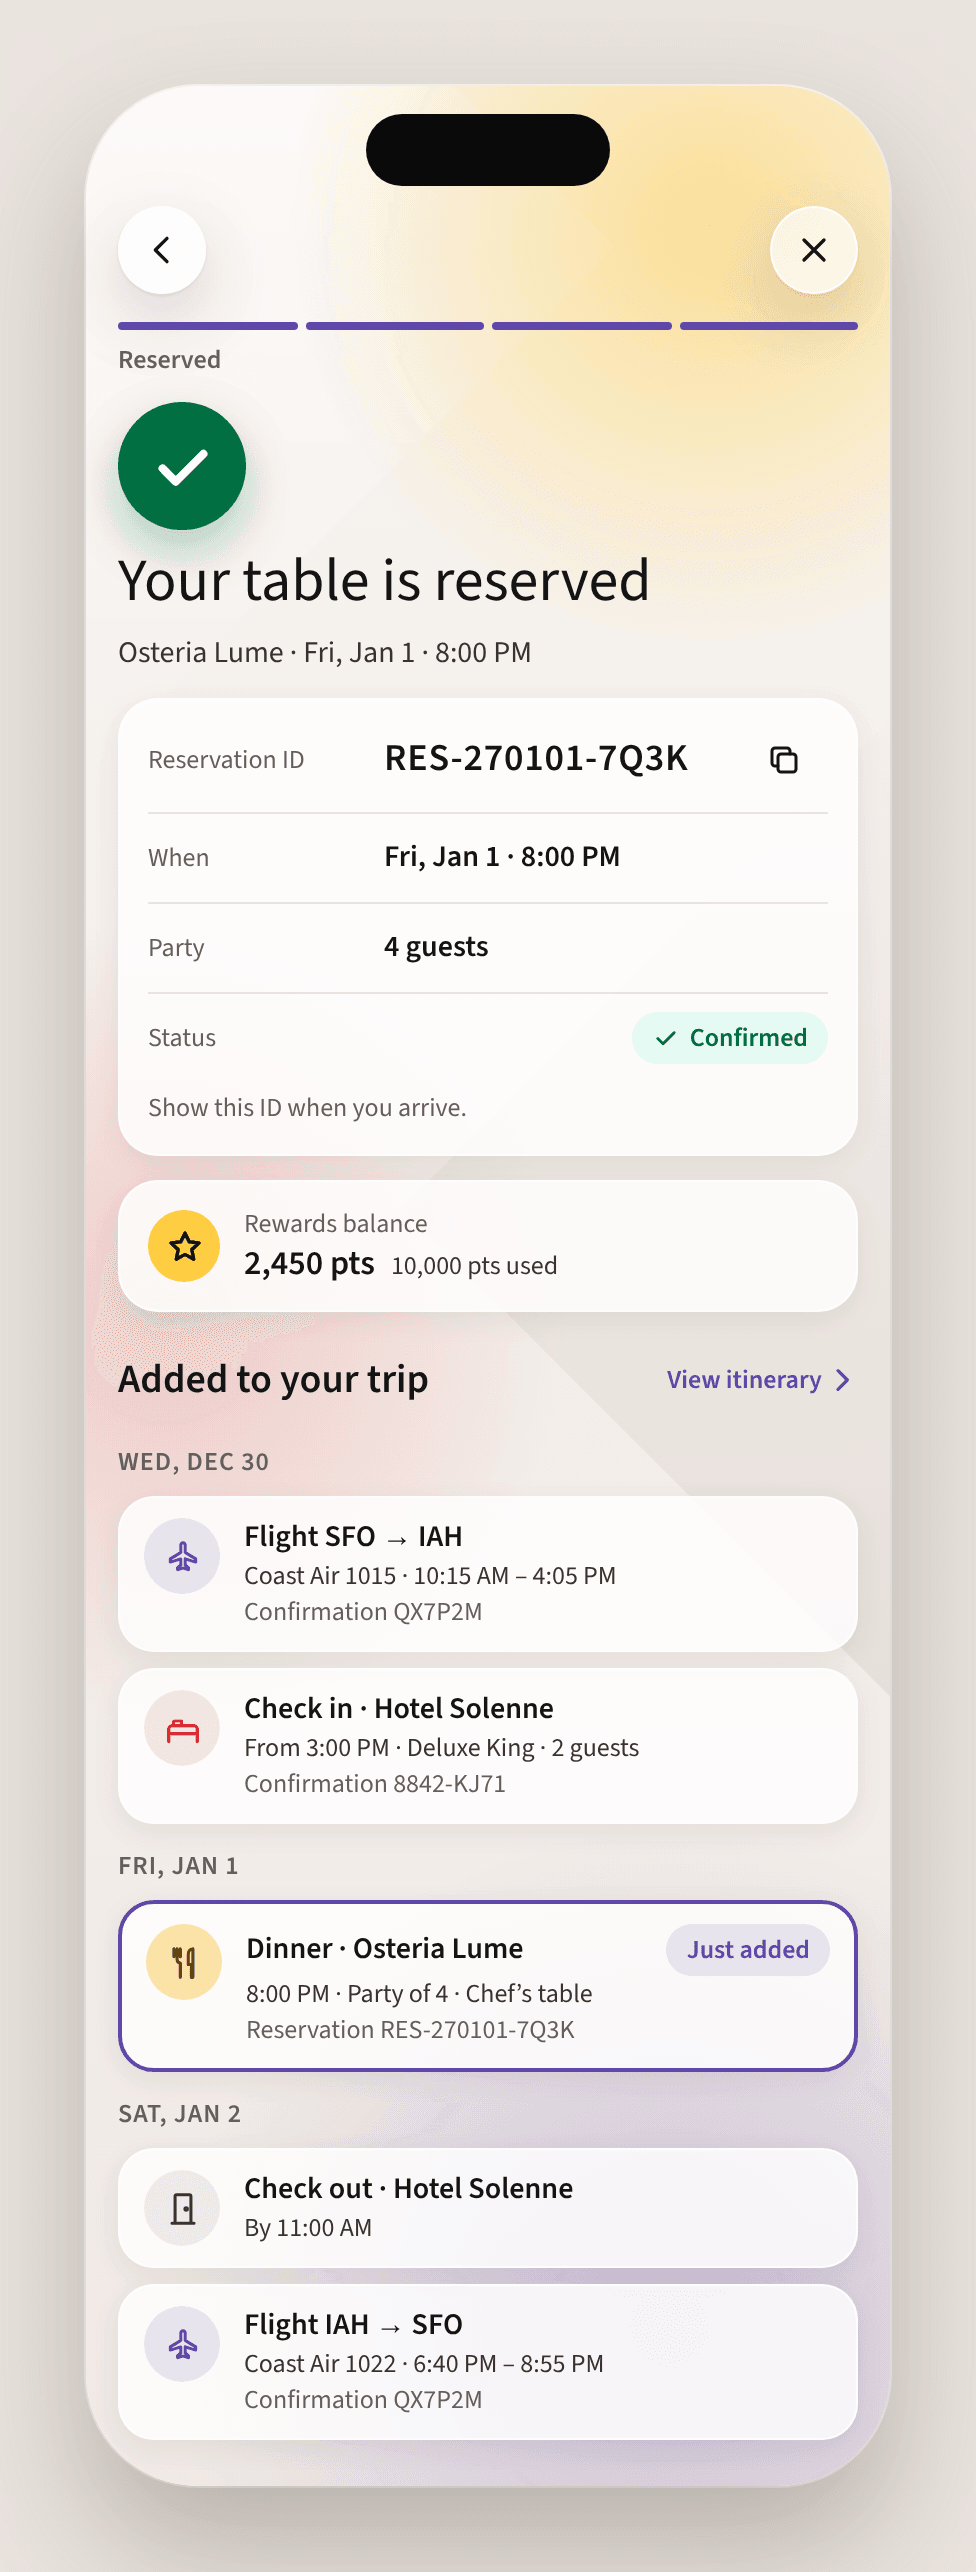 Reserved
Your table is reserved
Osteria Lume · Fri, Jan 1 · 8:00 PM
Reservation ID RES-270101-7Q3K
When Fri, Jan 1 · 8:00 PM
Party 4 guests
Status Confirmed
Show this ID when you arrive.
Rewards balance
2,450 pts 10,000 pts used
Added to your trip View itinerary
WED, DEC 30
Flight SFO → IAH
Coast Air 1015 · 10:15 AM – 4:05 PM
Confirmation QX7P2M
Check in · Hotel Solenne
From 3:00 PM · Deluxe King · 2 guests
Confirmation 8842-KJ71
FRI, JAN 1
Dinner · Osteria Lume Just added
8:00 PM · Party of 4 · Chef’s table
Reservation RES-270101-7Q3K
SAT, JAN 2
Check out · Hotel Solenne
By 11:00 AM
Flight IAH → SFO
Coast Air 1022 · 6:40 PM – 8:55 PM
Confirmation QX7P2M